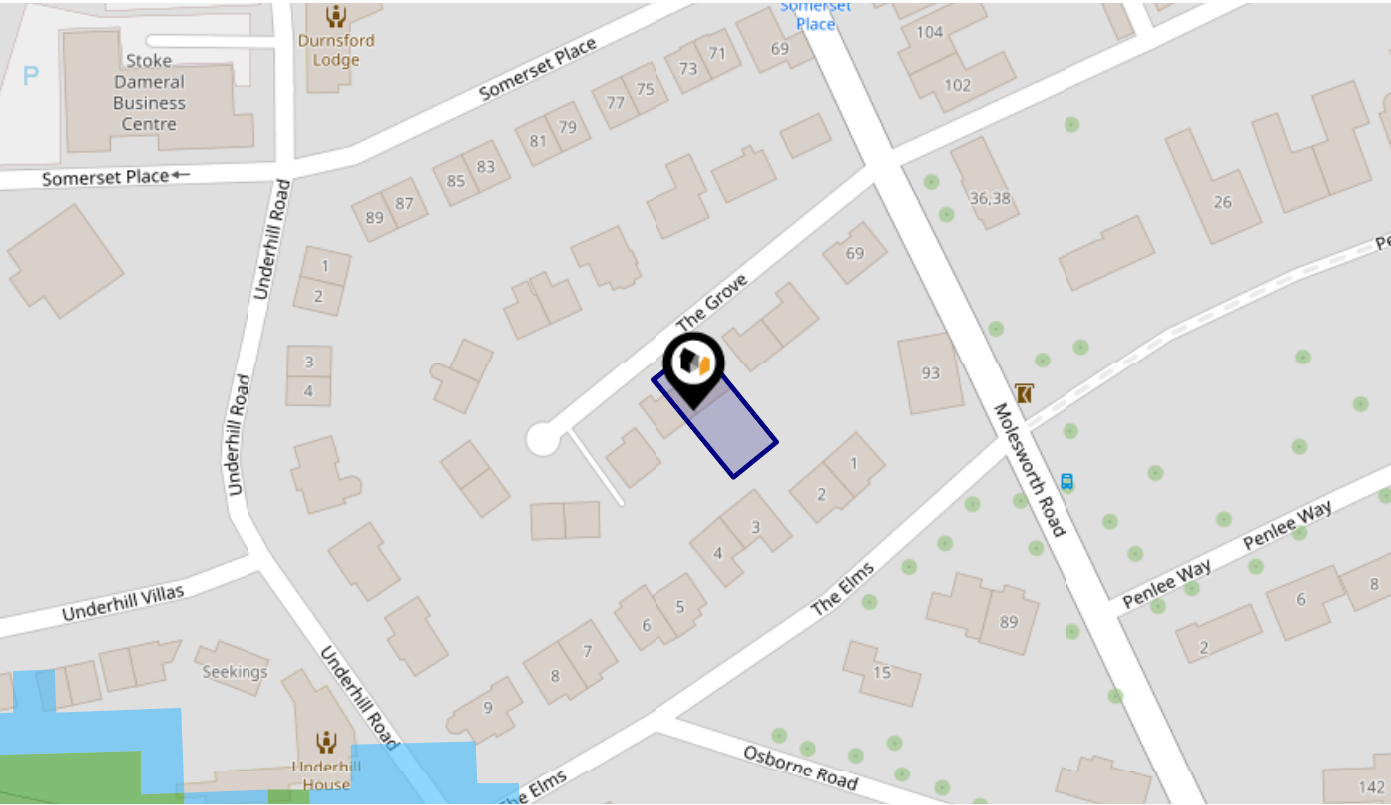 Somerset
Place
Durnsford
Lodge
104
69
71
73
Somerset Place
P
Stoke
Dameral
Business
Centre
102
75
77
79
81
Somerset Place←
83
85
36,38
26
87
89
Underhill Road
Pe
69
1
2
The Grove
3
4
93
Underhill Road
Molesworth Road
1
2
3
4
Penlee Way
Penlee Way
The Elms
Underhill Villas
5
6
6
8
89
2
7
8
15
Seekings
Underhill Road
9
Underhill
House
Osborne Road
The Elms
142